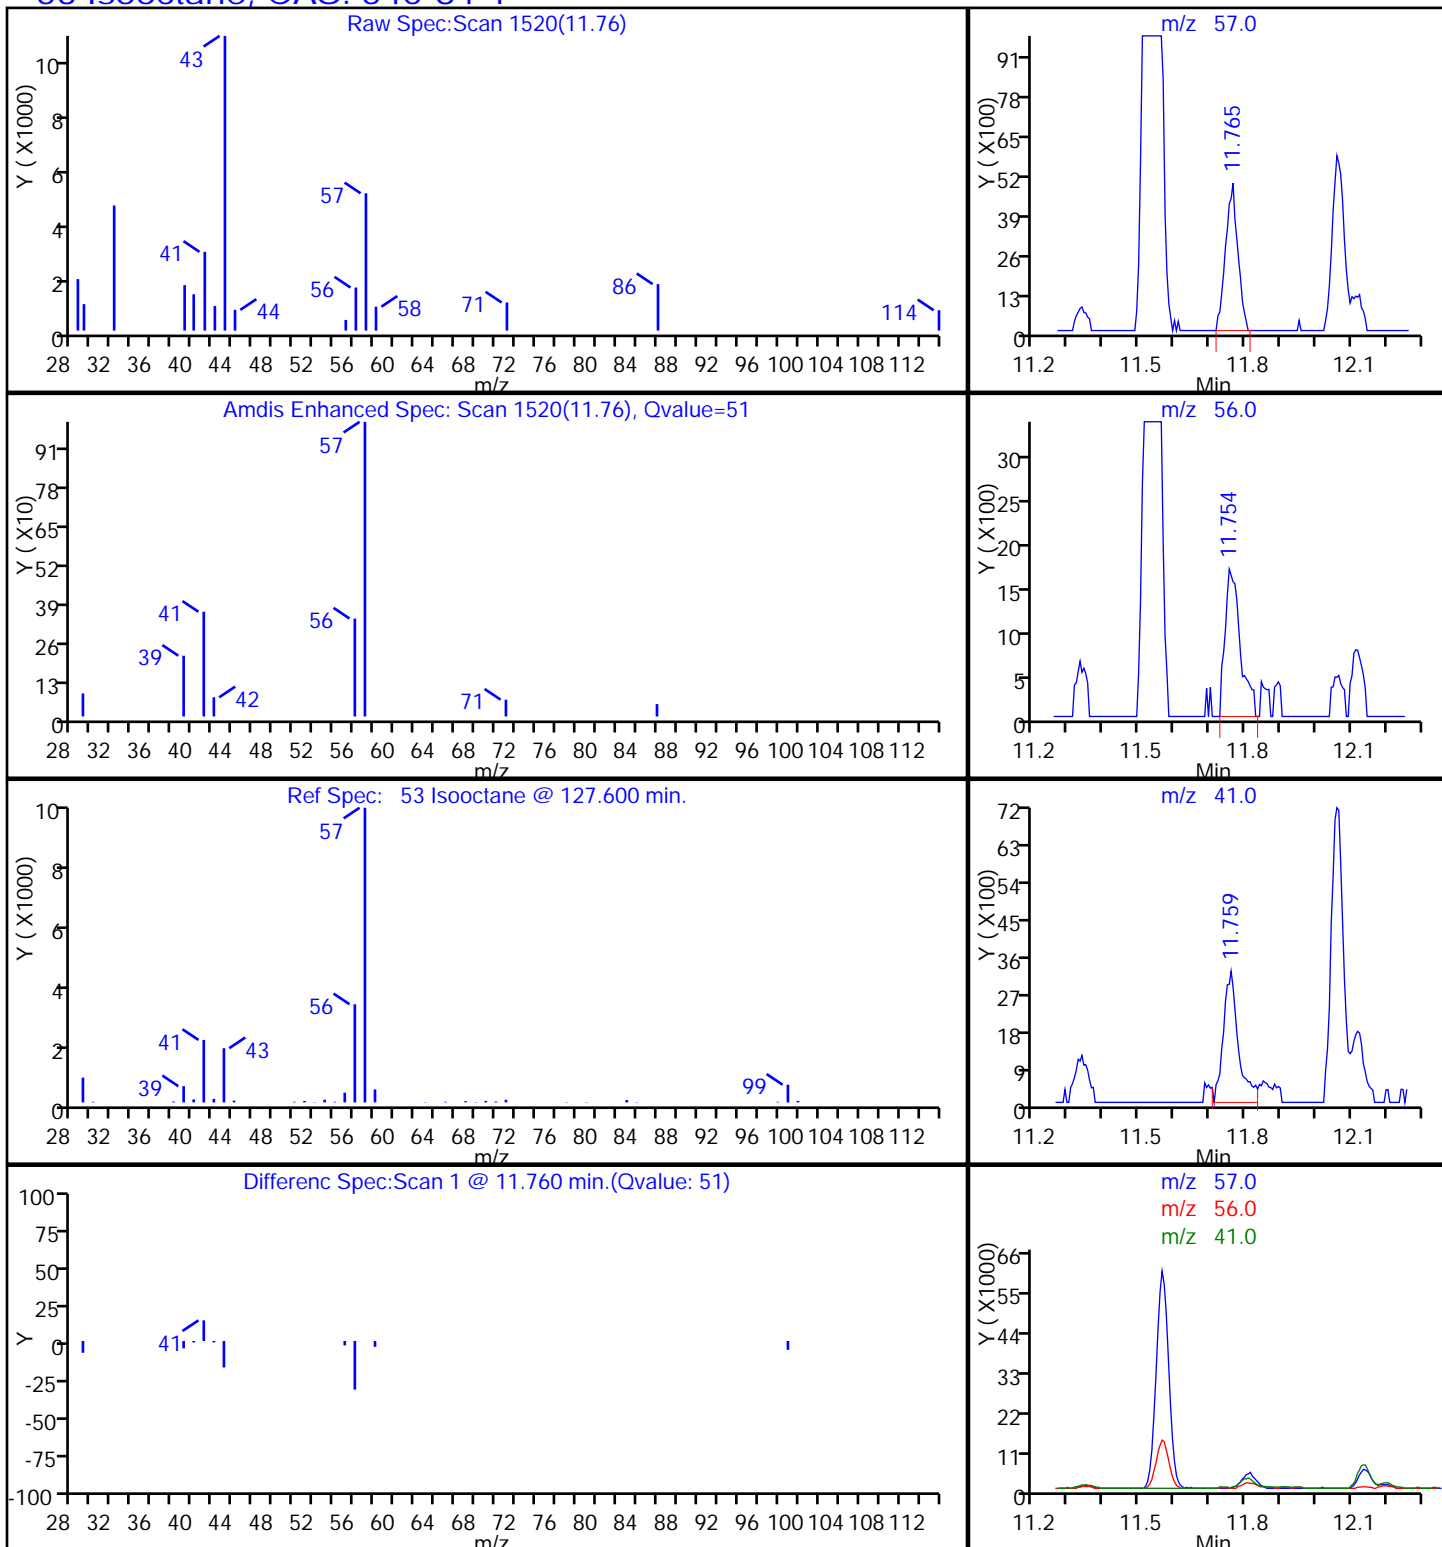 Raw Spec:Scan 1520(11.76)
Y ( X1000)
10
8
6
4
2
0
43
41
44
56
57
58
71
86
114
28 32 36 40 44 48 52 56 60 64 68 72 76 80 84 88 92 96 100 104 108 112
m/z
m/z 57.0
Y ( X100)
91
78
65
52
39
26
13
0
11.765
11.2 11.5 11.8 12.1
Min
Amdis Enhanced Spec: Scan 1520(11.76), Qvalue=51
Y ( X10)
91
78
65
52
39
26
13
0
57
41
39
42
56
71
28 32 36 40 44 48 52 56 60 64 68 72 76 80 84 88 92 96 100 104 108 112
m/z
m/z 56.0
Y ( X100)
30
25
20
15
10
5
0
11.754
11.2 11.5 11.8 12.1
Min
Ref Spec: 53 Isooctane @ 127.600 min.
Y ( X1000)
10
8
6
4
2
0
57
56
41
43
39
99
28 32 36 40 44 48 52 56 60 64 68 72 76 80 84 88 92 96 100 104 108 112
m/z
m/z 41.0
Y ( X100)
72
63
54
45
36
27
18
9
0
11.759
11.2 11.5 11.8 12.1
Min
Differenc Spec:Scan 1 @ 11.760 min.(Qvalue: 51)
Y
100
75
50
25
0
-25
-50
-75
-100
41
28 32 36 40 44 48 52 56 60 64 68 72 76 80 84 88 92 96 100 104 108 112
m/z
m/z 57.0
m/z 56.0
m/z 41.0
Y ( X1000)
66
55
44
33
22
11
0
11.2 11.5 11.8 12.1
Min